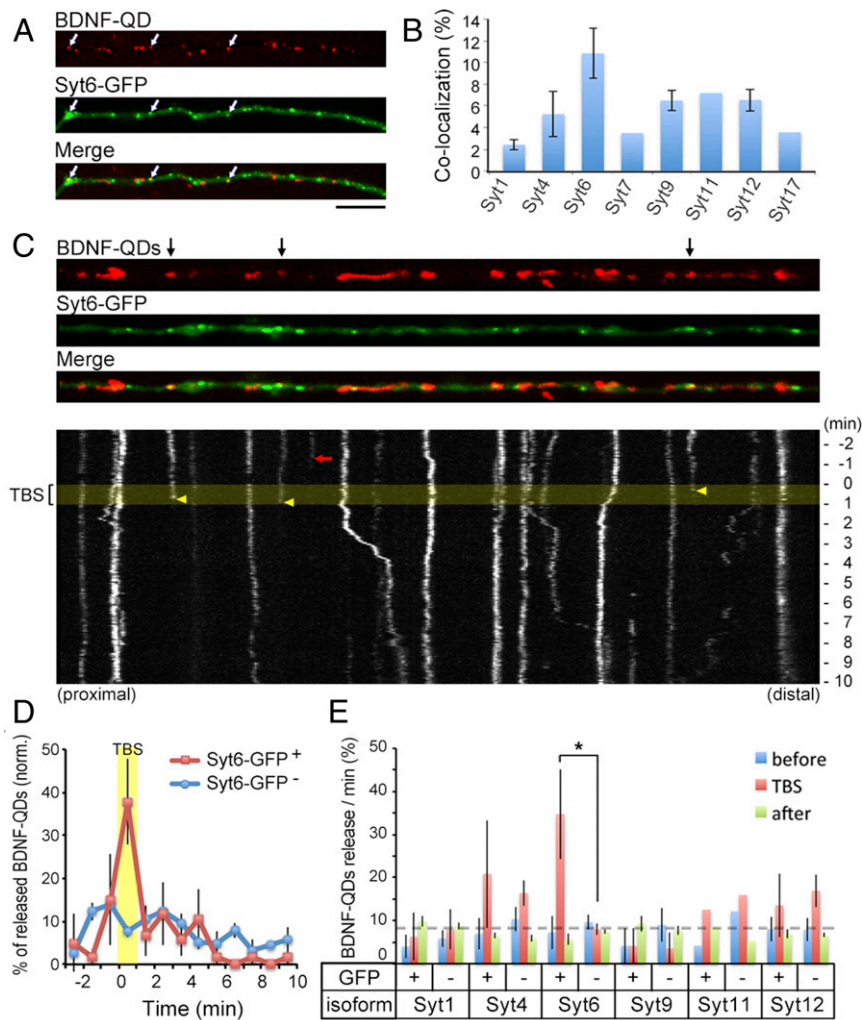 A
BDNF-QD
Syt6-GFP
Merge
B
Co-localization (%)
14
12
10
8
6
4
2
0
Syt1
Syt4
Syt6
Syt7
Syt9
Syt11
Syt12
Syt17
C
BDNF-QDs
Syt6-GFP
Merge
(min)
-2
-1
TBS
- 0
- 1
- 2
- 3
- 4
- 5
- 6
- 7
- 8
- 9
- 10
(proximal)
(distal)
D
% of released BDNF-QDs (norm.)
50
40
30
20
10
0
TBS
Syt6-GFP +
Syt6-GFP -
-2 0 2 4 6 8 10
Time (min)
E
BDNF-QDs release / min (%)
50
40
30
20
10
0
*
before
TBS
after
GFP + - + - + - + - + - + -
isoform Syt1 Syt4 Syt6 Syt9 Syt11 Syt12